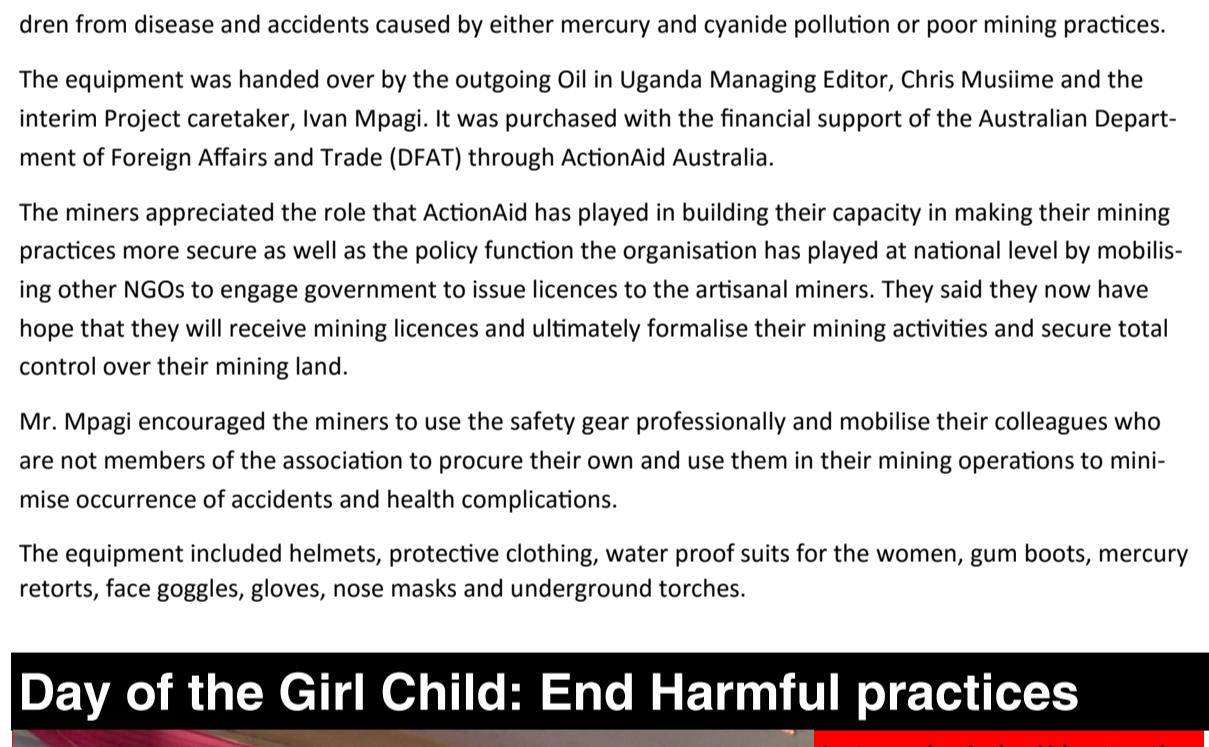 dren from disease and accidents caused by either mercury and cyanide pollution or poor mining practices.
The equipment was handed over by the outgoing Oil in Uganda Managing Editor, Chris Musiime and the
interim Project caretaker, Ivan Mpagi. It was purchased with the financial support of the Australian Depart-
ment of Foreign Affairs and Trade (DFAT) through ActionAid Australia.
The miners appreciated the role that ActionAid has played in building their capacity in making their mining
practices more secure as well as the policy function the organisation has played at national level by mobilis-
ing other NGOs to engage government to issue licences to the artisanal miners. They said they now have
hope that they will receive mining licences and ultimately formalise their mining activities and secure total
control over their mining land.
Mr. Mpagi encouraged the miners to use the safety gear professionally and mobilise their colleagues who
are not members of the association to procure their own and use them in their mining operations to mini-
mise occurrence of accidents and health complications.
The equipment included helmets, protective clothing, water proof suits for the women, gum boots, mercury
retorts, face goggles, gloves, nose masks and underground torches.
Day of the Girl Child: End Harmful practices